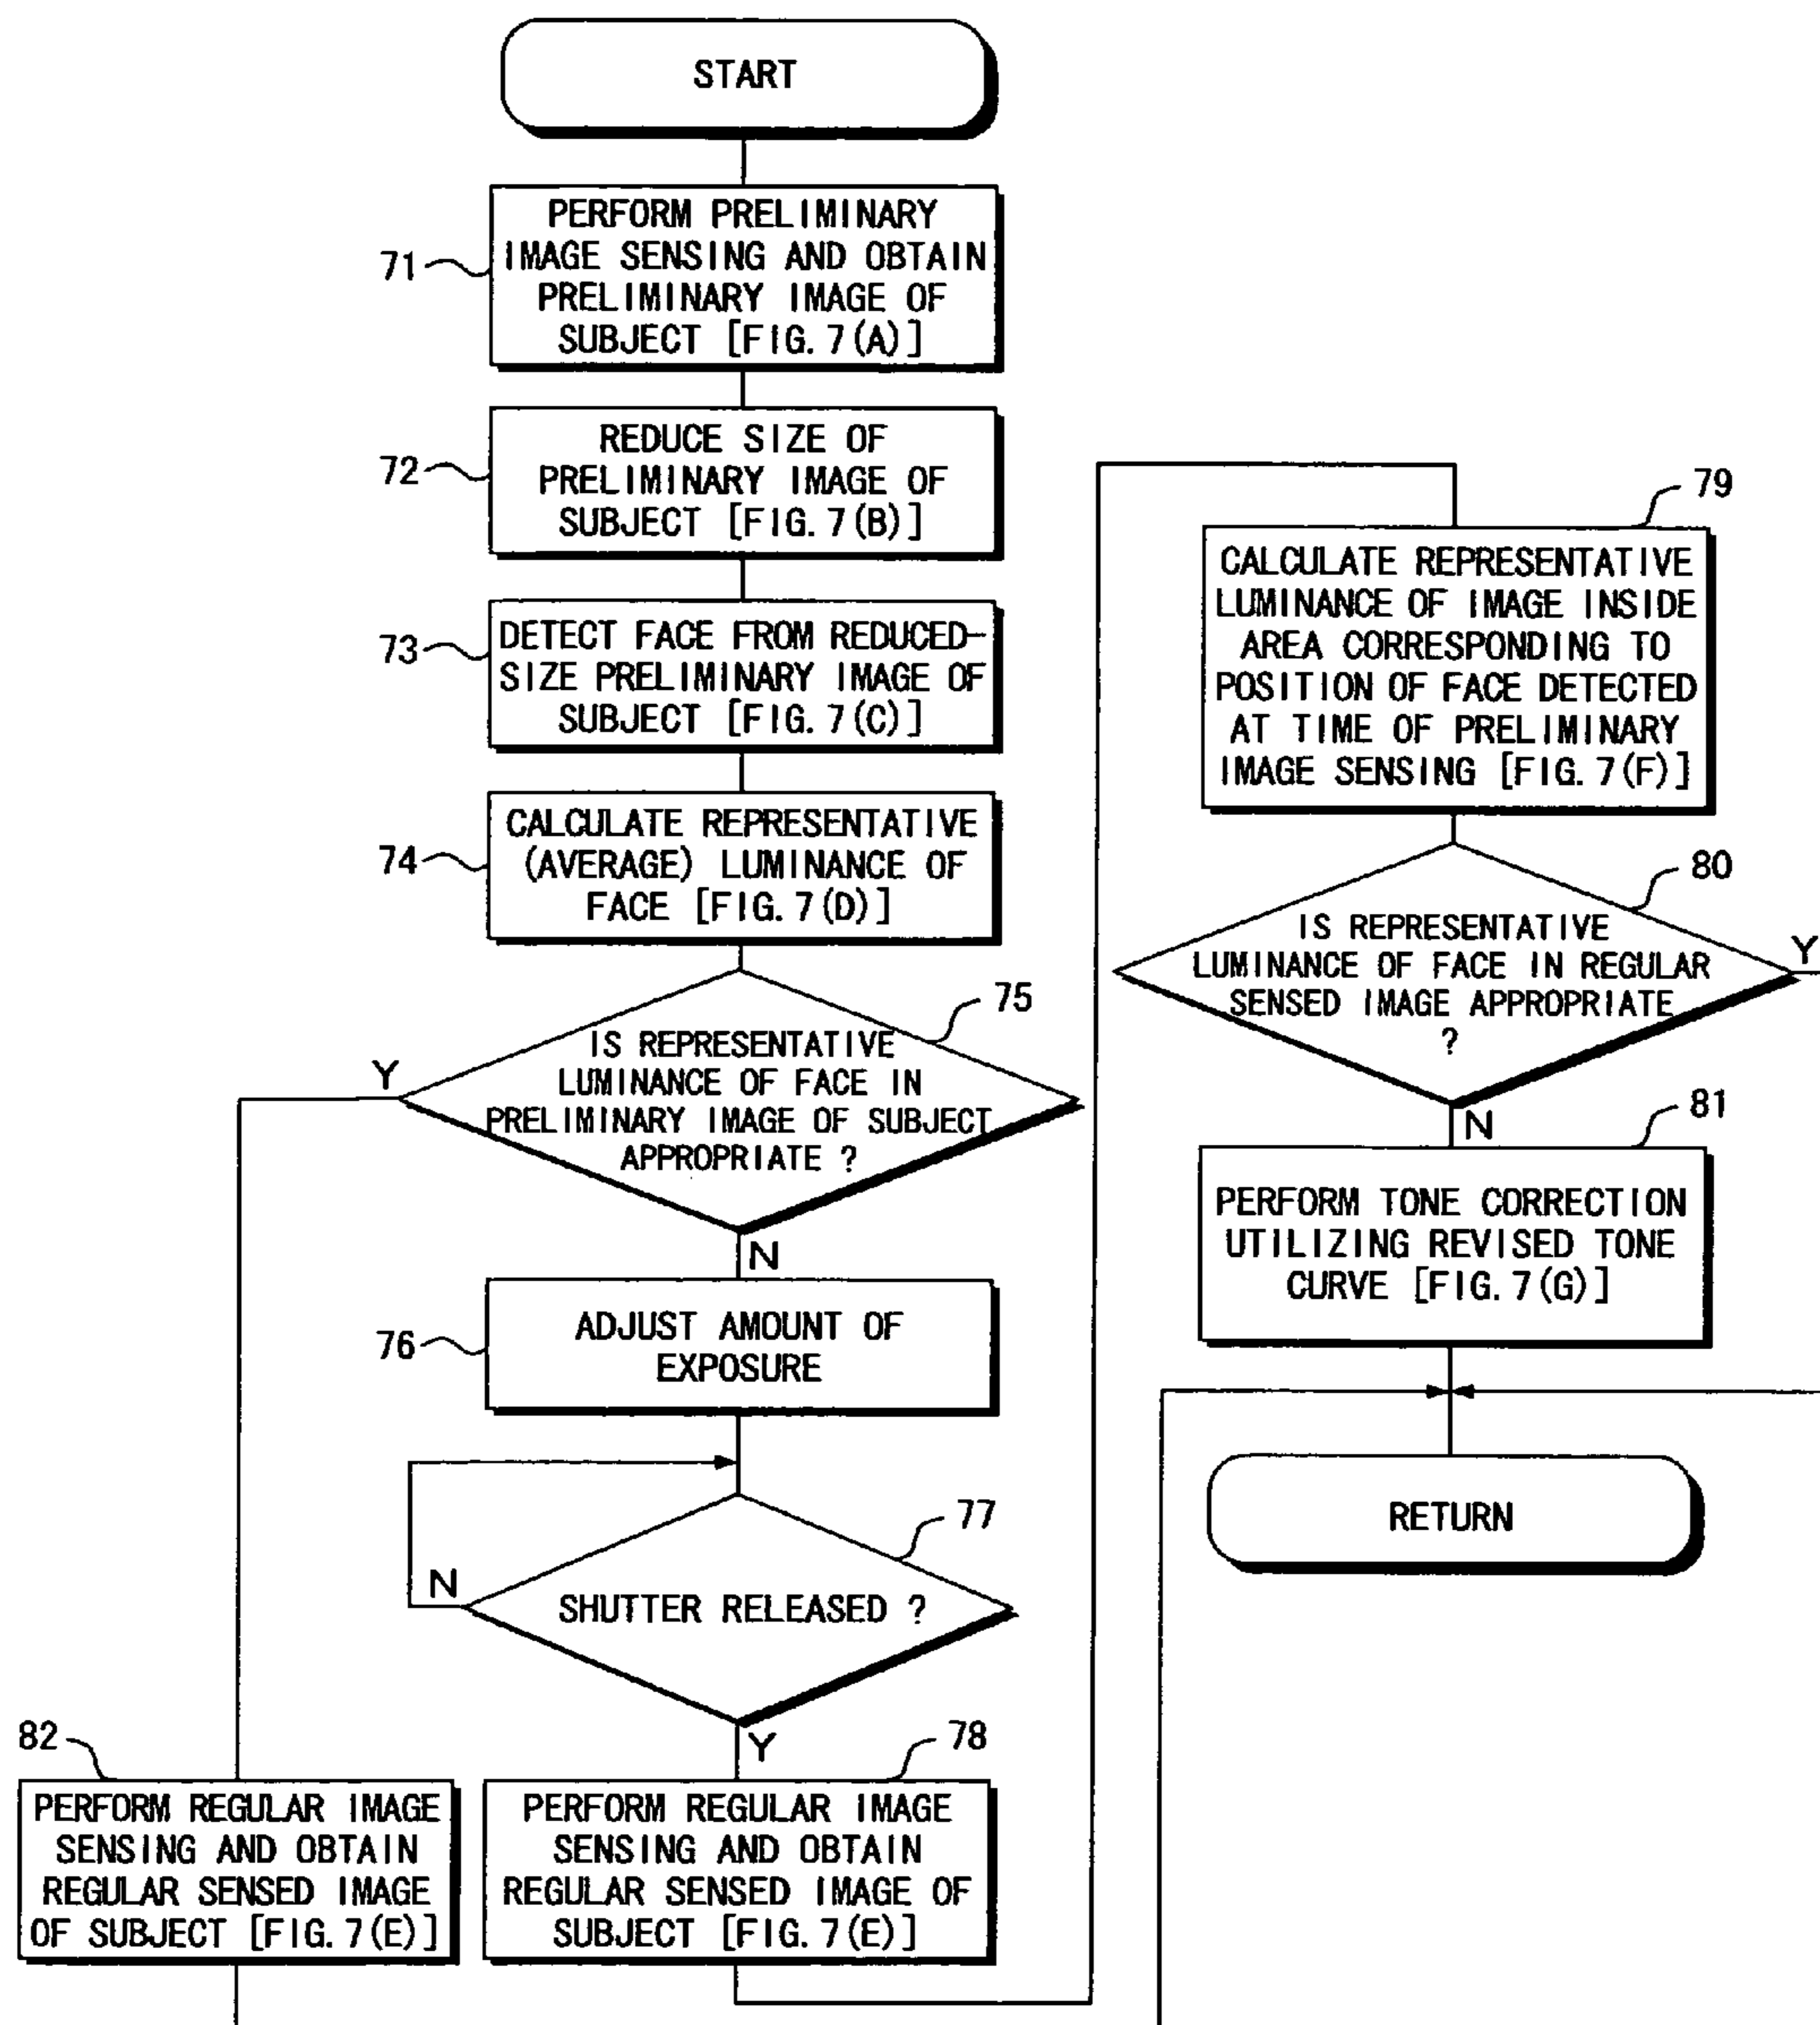 START
PERFORM PRELIMINARY
IMAGE SENSING AND OBTAIN
PRELIMINARY IMAGE OF
SUBJECT [FIG. 7(A)]
71
REDUCE SIZE OF
PRELIMINARY IMAGE OF
SUBJECT [FIG. 7(B)]
72
DETECT FACE FROM REDUCED-
SIZE PRELIMINARY IMAGE OF
SUBJECT [FIG. 7(C)]
73
CALCULATE REPRESENTATIVE
(AVERAGE) LUMINANCE OF
FACE [FIG. 7(D)]
74
75
IS REPRESENTATIVE
LUMINANCE OF FACE IN
PRELIMINARY IMAGE OF SUBJECT
APPROPRIATE ?
Y
N
ADJUST AMOUNT OF
EXPOSURE
76
77
SHUTTER RELEASED ?
N
Y
82
PERFORM REGULAR IMAGE
SENSING AND OBTAIN
REGULAR SENSED IMAGE
OF SUBJECT [FIG. 7(E)]
78
PERFORM REGULAR IMAGE
SENSING AND OBTAIN
REGULAR SENSED IMAGE OF
SUBJECT [FIG. 7(E)]
79
CALCULATE REPRESENTATIVE
LUMINANCE OF IMAGE INSIDE
AREA CORRESPONDING TO
POSITION OF FACE DETECTED
AT TIME OF PRELIMINARY
IMAGE SENSING [FIG. 7(F)]
80
IS REPRESENTATIVE
LUMINANCE OF FACE IN REGULAR
SENSED IMAGE APPROPRIATE
?
Y
N
81
PERFORM TONE CORRECTION
UTILIZING REVISED TONE
CURVE [FIG. 7(G)]
RETURN